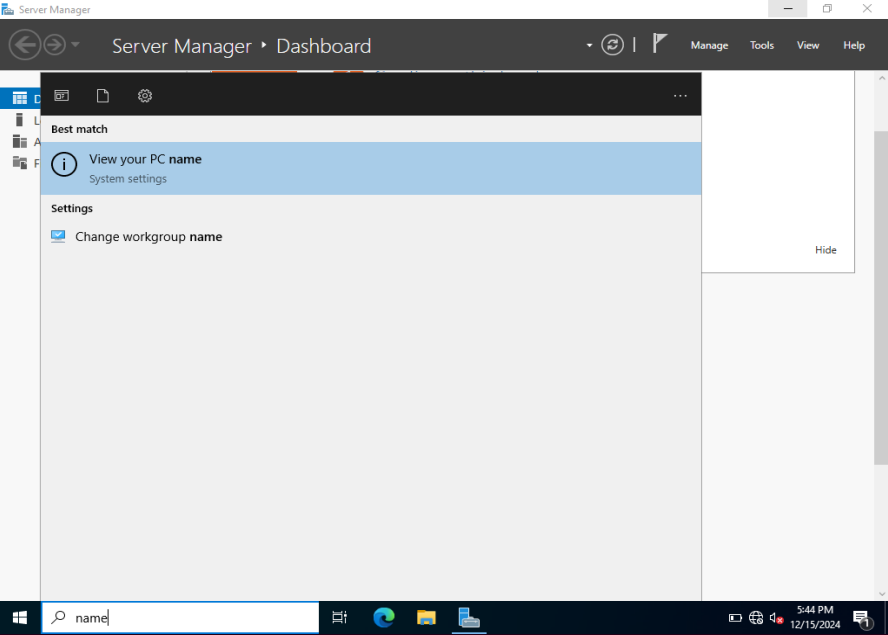 Server Manager
Server Manager ‣ Dashboard
Manage Tools View Help
Best match
View your PC name
System settings
Settings
Change workgroup name
Hide
name
5:44 PM
12/15/2024
1